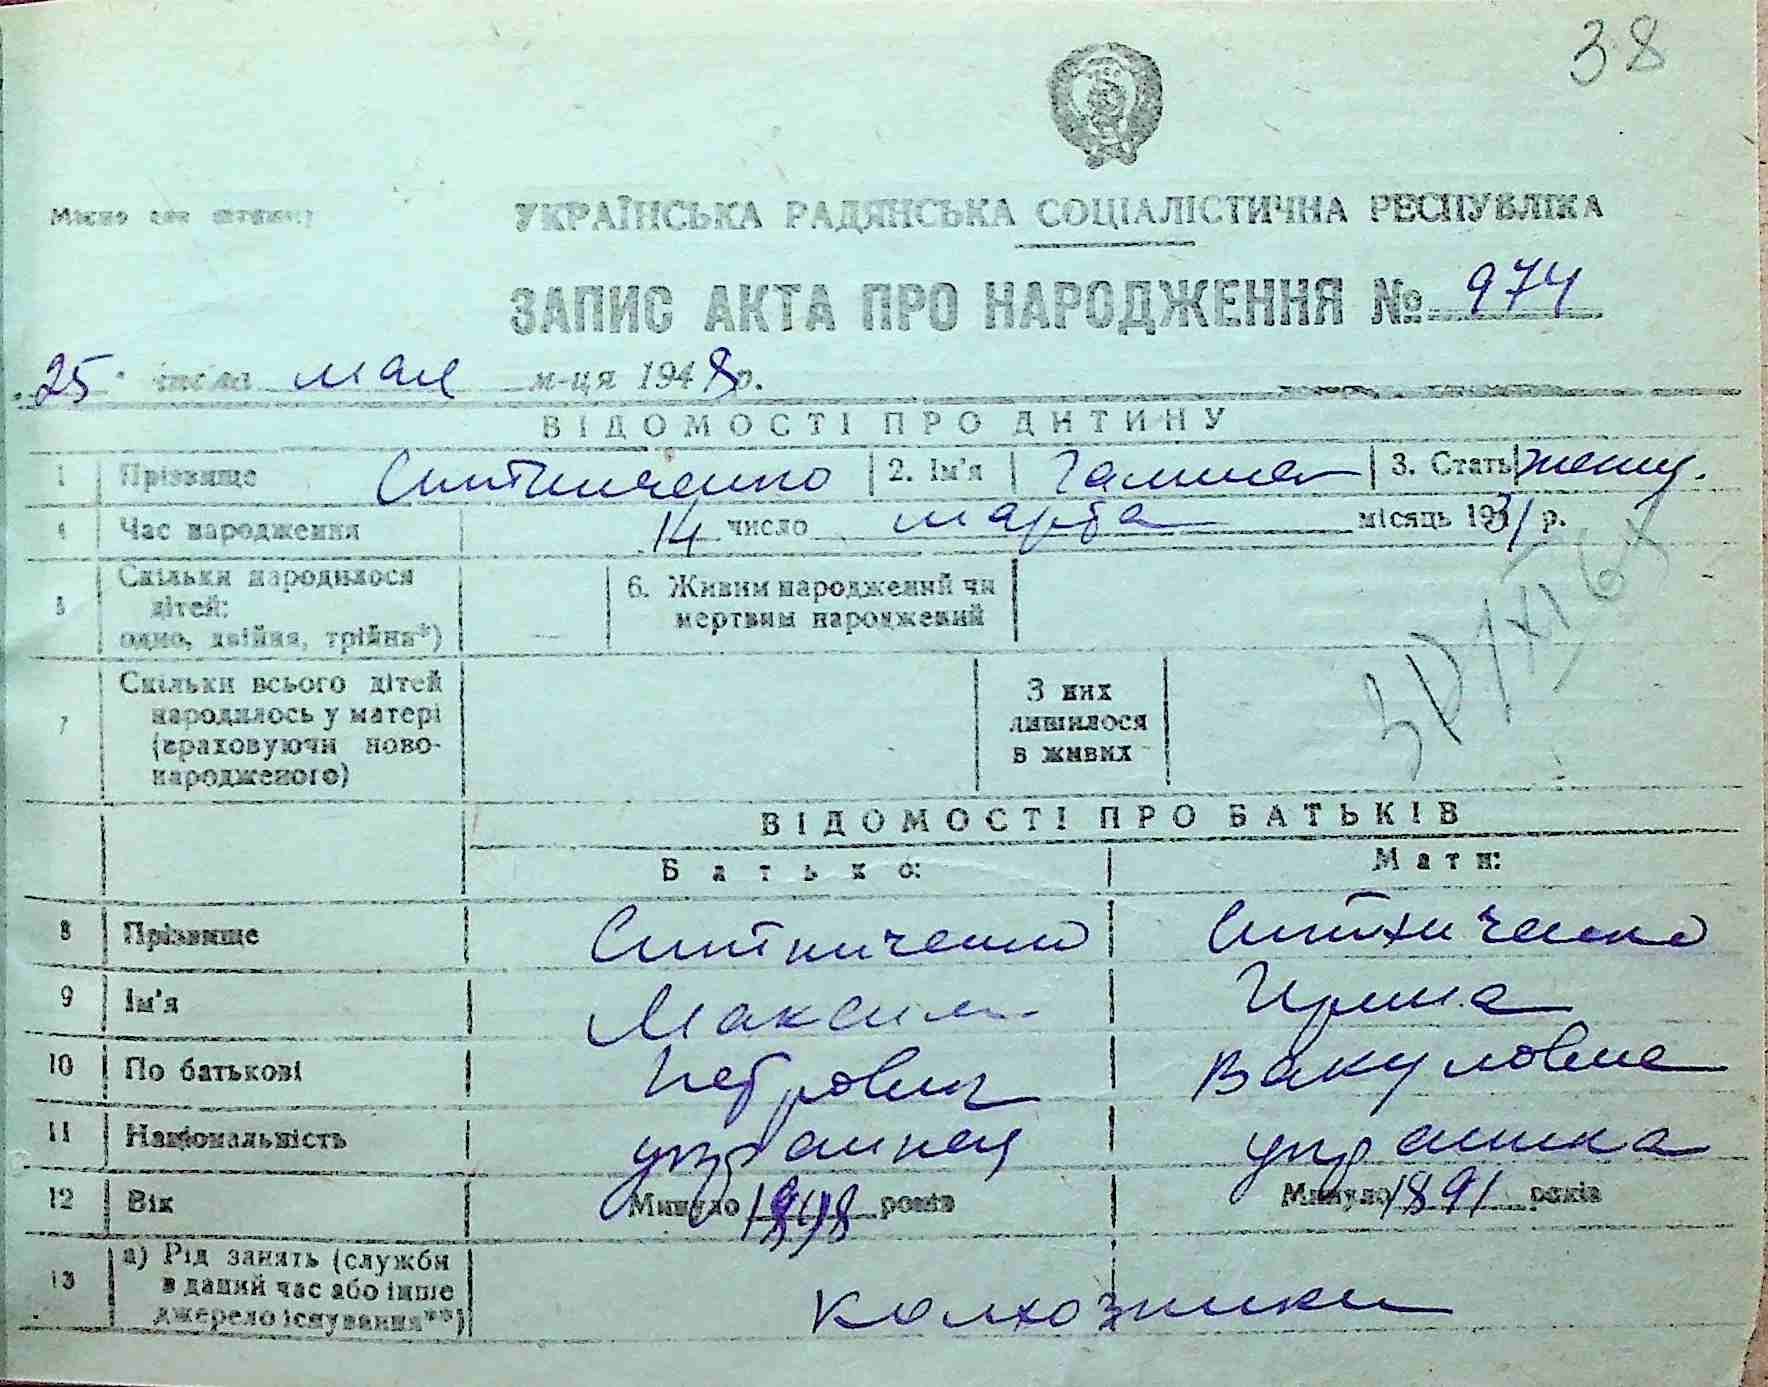 38
Місце для штампу
УКРАЇНСЬКА РАДЯНСЬКА СОЦІАЛІСТИЧНА РЕСПУБЛІКА
ЗАПИС АКТА ПРО НАРОДЖЕННЯ № 974
25 числа мая м-ця 1948 р.
ВІДОМОСТІ ПРО ДИТИНУ
1 Прізвище Ситниченко 2. Ім'я Галина 3. Стать женск.
4 Час народження 14 число марта місяць 1931 р.
5 Скільки народилося
дітей:
одно, двійня, трійня*) —
6. Живим народжений чи
мертвим народжений
7 Скільки всього дітей
народилось у матері
(враховуючи ново-
народженого)
З них
лишилося
в живих
ВІДОМОСТІ ПРО БАТЬКІВ
Батько: Мати:
8 Прізвище Ситниченко Ситниченко
9 Ім'я Максим Ирина
10 По батькові Петрович Вакуловна
11 Національність украинец украинка
12 Вік Минуло років Минуло 1891 років
13 а) Рід занять (служби
в даний час або інше
джерело існування**)
колхозники